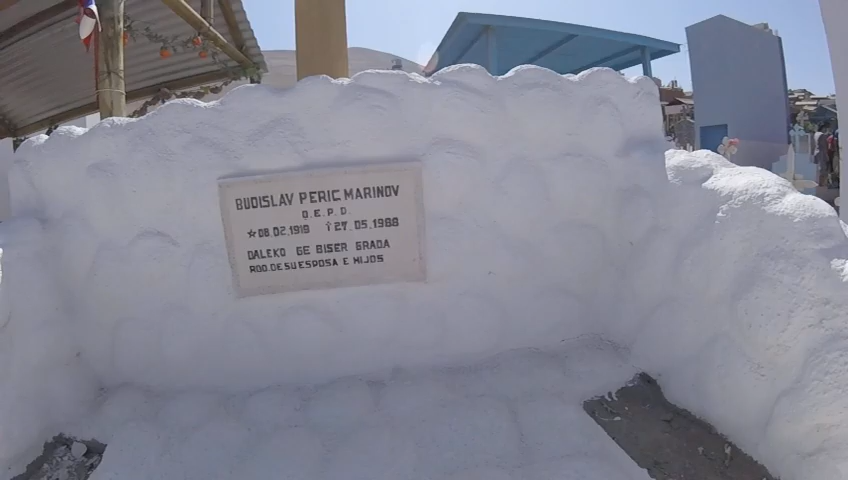 BUDISLAV PERIC MARINOV
Q.E.P.D.
☆08.02.1919 †27.05.1988
DALEKO GE BISER GRADA
RDO. DE SU ESPOSA E HIJOS